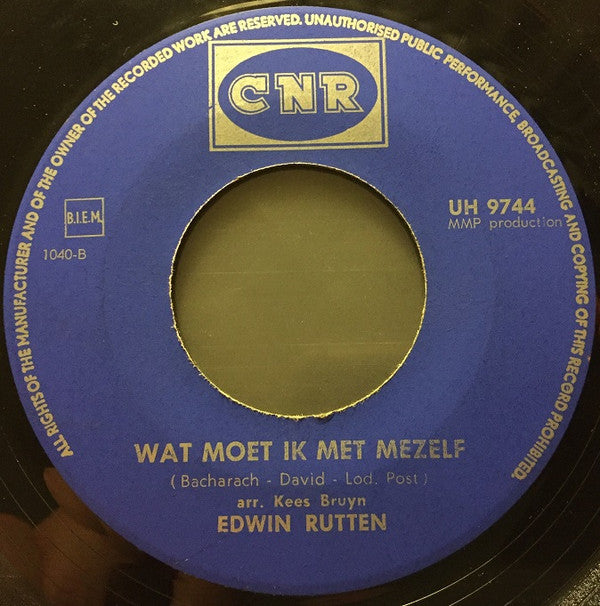 ALL RIGHTS OF THE MANUFACTURER AND OF THE OWNER OF THE RECORDED WORK ARE RESERVED. UNAUTHORISED PUBLIC PERFORMANCE, BROADCASTING AND COPYING OF THIS RECORD PROHIBITED.
CNR
B.I.E.M.
1040-B
UH 9744
MMP production
WAT MOET IK MET MEZELF
(Bacharach - David - Lod. Post)
arr. Kees Bruyn
EDWIN RUTTEN